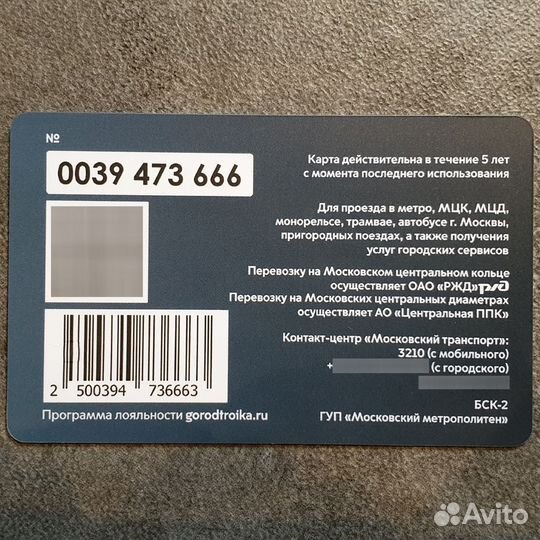 №
0039 473 666
Карта действительна в течение 5 лет
с момента последнего использования
Для проезда в метро, МЦК, МЦД,
монорельсе, трамвае, автобусе г. Москвы,
пригородных поездах, а также получения
услуг городских сервисов
Перевозку на Московском центральном кольце
осуществляет ОАО «РЖД» ржд
Перевозку на Московских центральных диаметрах
осуществляет АО «Центральная ППК»
Контакт-центр «Московский транспорт»:
3210 (с мобильного)
+ (с городского)
2 500394 736663
Программа лояльности gorodtroika.ru
БСК-2
ГУП «Московский метрополитен»
Avito